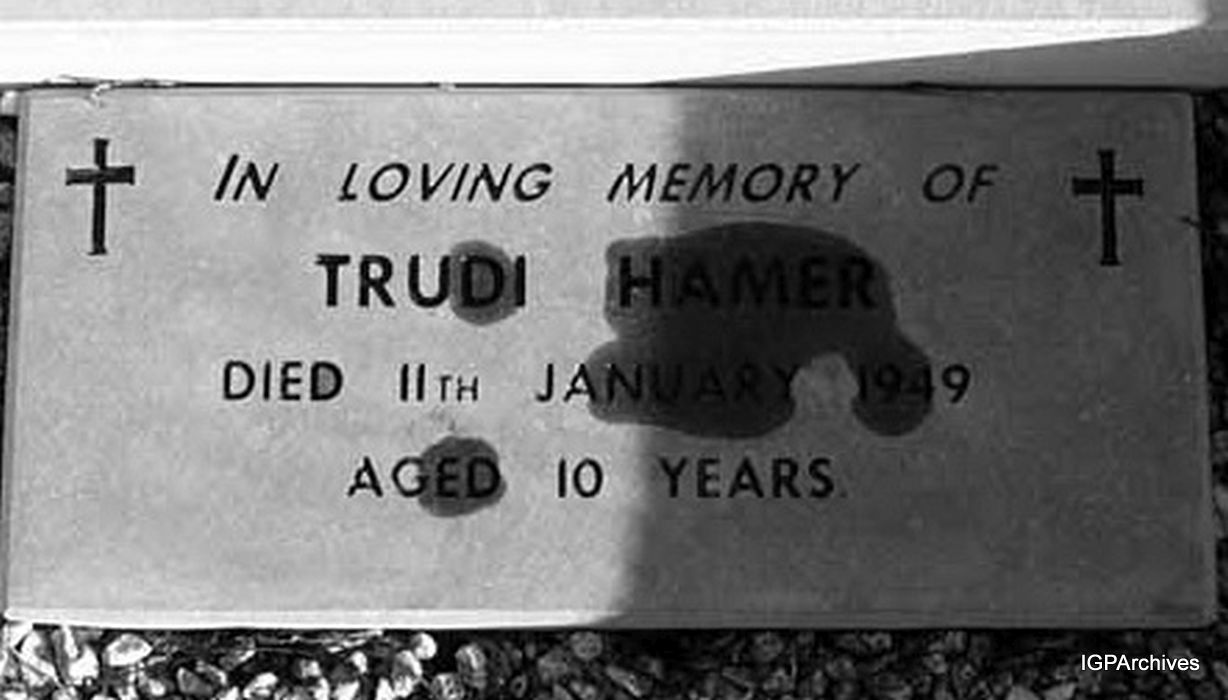 IN LOVING MEMORY OF
TRUDI HAMER
DIED 11TH JANUARY 1949
AGED 10 YEARS.
IGPArchives